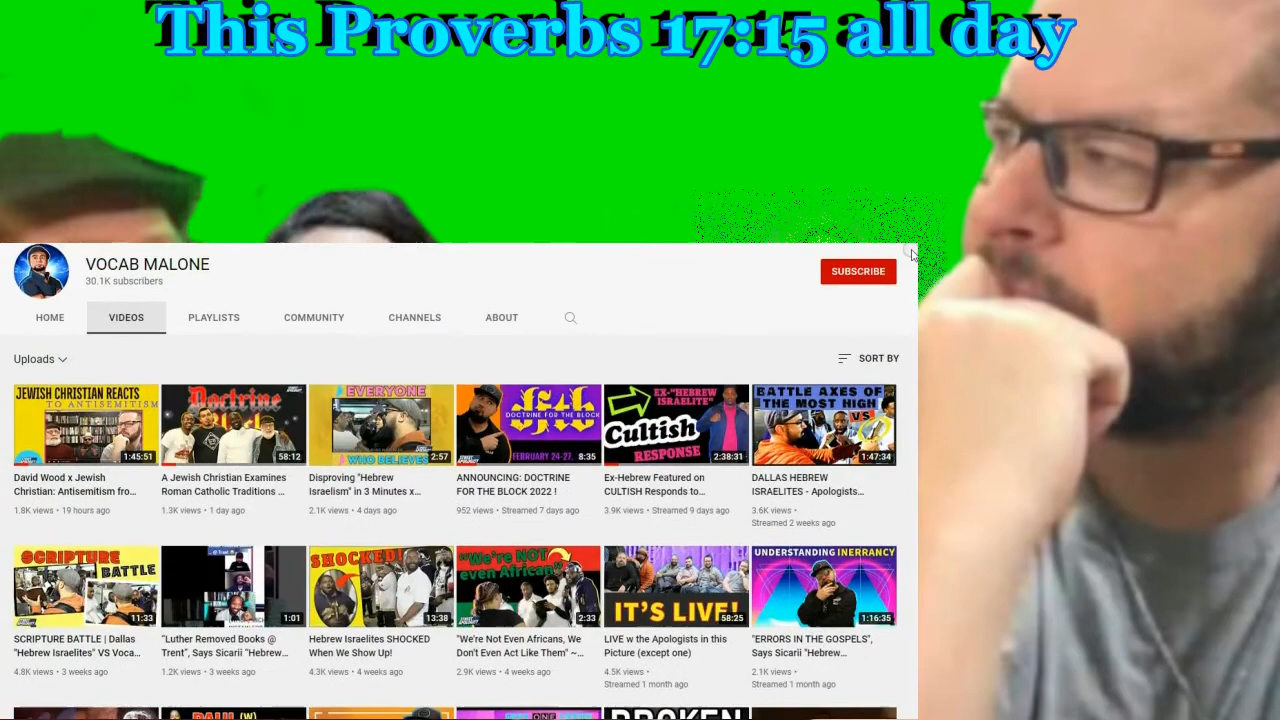 This Proverbs 17:15 all day
VOCAB MALONE
30.1K subscribers
SUBSCRIBE
HOME VIDEOS PLAYLISTS COMMUNITY CHANNELS ABOUT
Uploads SORT BY
JEWISH CHRISTIAN REACTS
TO ANTISEMITISM
1:45:51
Doctrine
58:12
EVERYONE
WHO BELIEVES
2:57
DOCTRINE FOR THE BLOCK
FEBRUARY 24-27,
8:35
EX-"HEBREW
ISRAELITE"
Cultish
RESPONSE
2:38:31
BATTLE AXES OF
THE MOST HIGH
VS
1:47:34
David Wood x Jewish
Christian: Antisemitism fro...
1.8K views • 19 hours ago
A Jewish Christian Examines
Roman Catholic Traditions ...
1.3K views • 1 day ago
Disproving "Hebrew
Israelism" in 3 Minutes x...
2.1K views • 4 days ago
ANNOUNCING: DOCTRINE
FOR THE BLOCK 2022 !
952 views • Streamed 7 days ago
Ex-Hebrew Featured on
CULTISH Responds to...
3.9K views • Streamed 9 days ago
DALLAS HEBREW
ISRAELITES - Apologists...
3.6K views •
Streamed 2 weeks ago
SCRIPTURE
BATTLE
11:33
1:01
SHOCKED!
13:38
"We're NOT
even African"
2:33
IT'S LIVE!
58:25
UNDERSTANDING INERRANCY
1:16:35
SCRIPTURE BATTLE | Dallas
"Hebrew Israelites" VS Voca...
4.8K views • 3 weeks ago
"Luther Removed Books @
Trent", Says Sicarii "Hebrew...
1.2K views • 3 weeks ago
Hebrew Israelites SHOCKED
When We Show Up!
4.3K views • 4 weeks ago
"We're Not Even Africans, We
Don't Even Act Like Them" ~...
2.9K views • 4 weeks ago
LIVE w the Apologists in this
Picture (except one)
4.5K views •
Streamed 1 month ago
"ERRORS IN THE GOSPELS",
Says Sicarii "Hebrew...
2.1K views •
Streamed 1 month ago